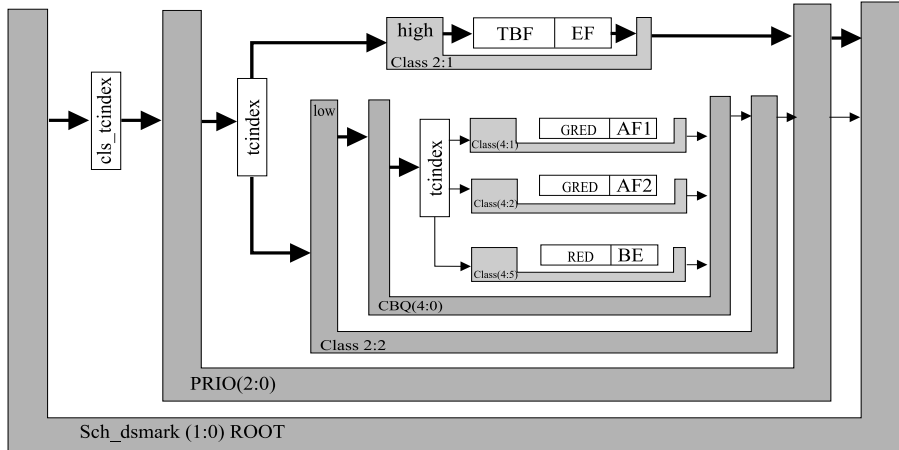 high
TBF
EF
Class 2:1
cls_tcindex
tcindex
low
tcindex
Class(4:1)
GRED
AF1
Class(4:2)
GRED
AF2
Class(4:5)
RED
BE
CBQ(4:0)
Class 2:2
PRIO(2:0)
Sch_dsmark (1:0) ROOT